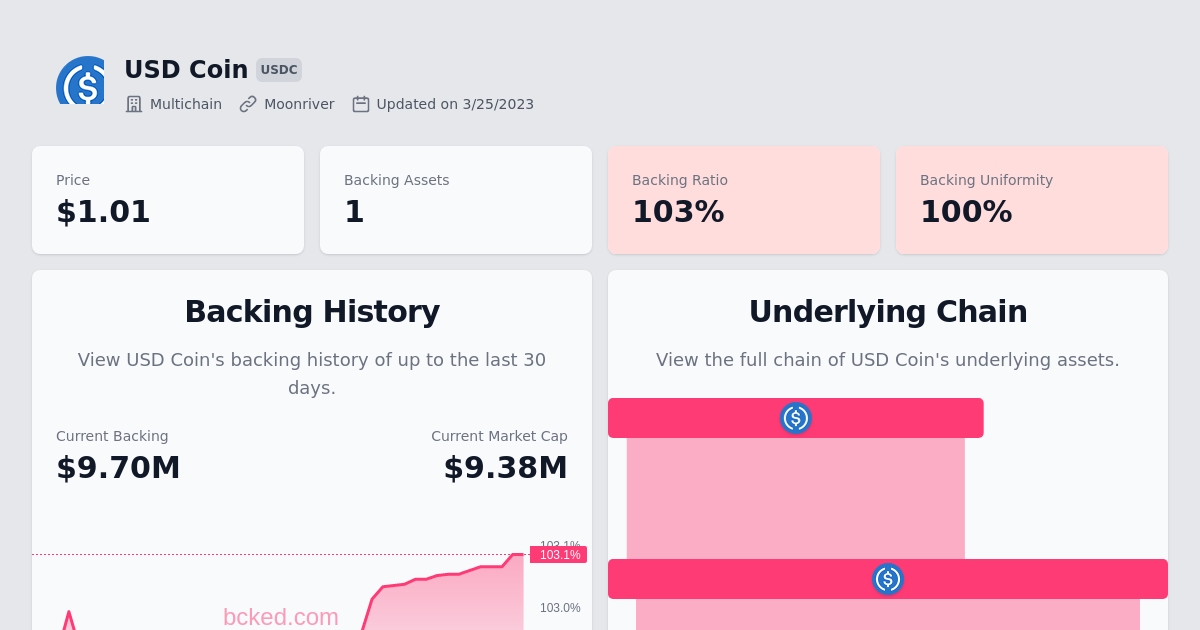 USD Coin USDC
Multichain Moonriver Updated on 3/25/2023
Price
$1.01
Backing Assets
1
Backing Ratio
103%
Backing Uniformity
100%
Backing History
View USD Coin's backing history of up to the last 30
days.
Current Backing
$9.70M
Current Market Cap
$9.38M
103.1%
103.1%
103.0%
bcked.com
Underlying Chain
View the full chain of USD Coin's underlying assets.